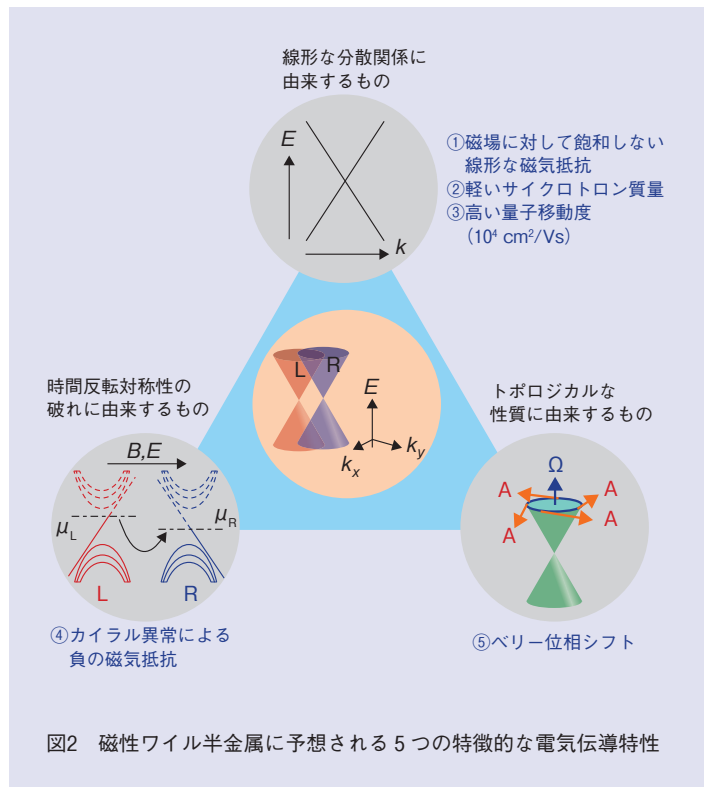 線形な分散関係に
由来するもの
E
k
①磁場に対して飽和しない
線形な磁気抵抗
②軽いサイクロトロン質量
③高い量子移動度
（10⁴ cm²/Vs）
L
R
E
kₓ
k_y
時間反転対称性の
破れに由来するもの
B,E
μ_L
μ_R
L
R
④カイラル異常による
負の磁気抵抗
トポロジカルな
性質に由来するもの
Ω
A
A
A
A
⑤ベリー位相シフト
図2　磁性ワイル半金属に予想される 5 つの特徴的な電気伝導特性